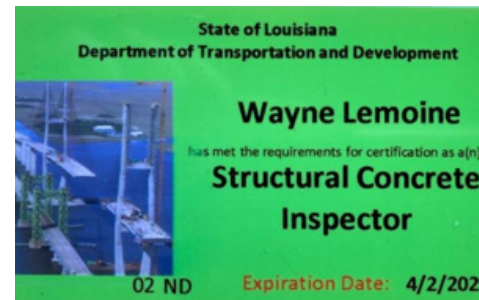 State of Louisiana
Department of Transportation and Development
Wayne Lemoine
has met the requirements for certification as a(n)
Structural Concrete
Inspector
02 ND
Expiration Date: 4/2/202